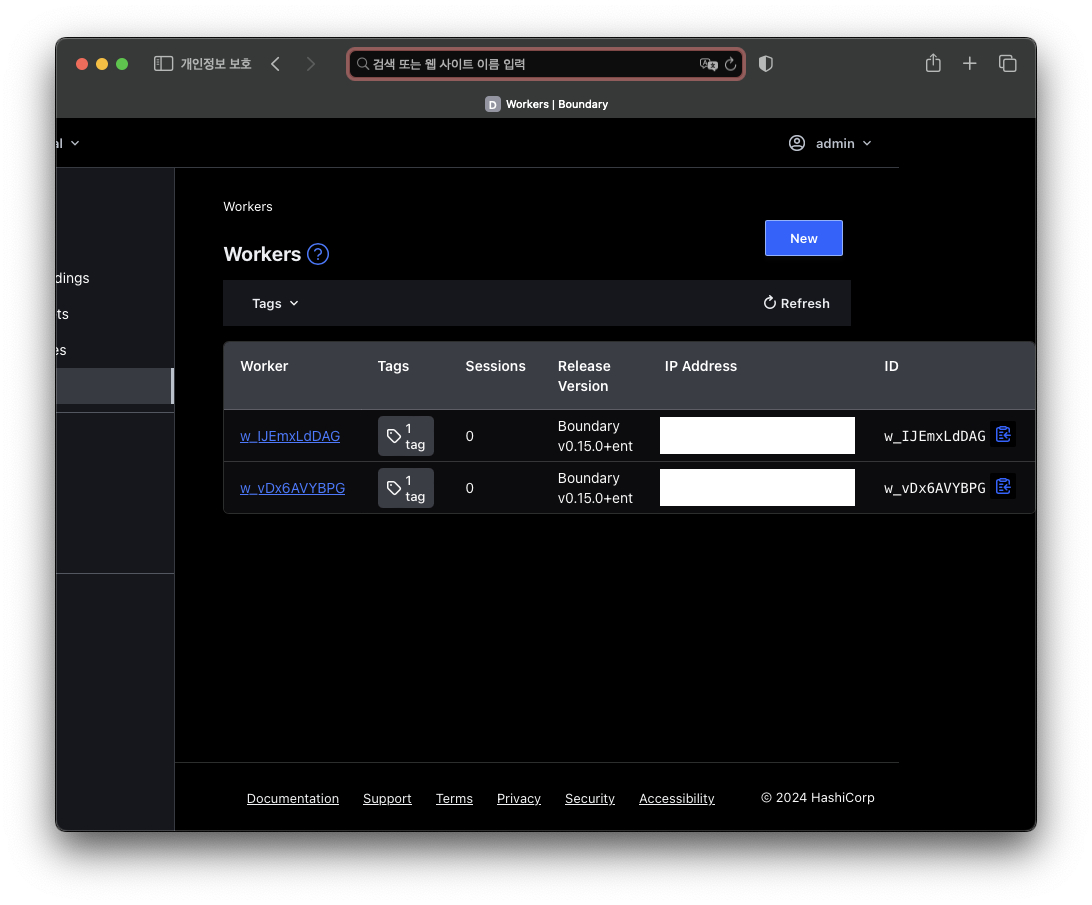 개인정보 보호
검색 또는 웹 사이트 이름 입력
D Workers | Boundary
al
admin
Workers
New
Workers ?
dings
ts
es
Tags
Refresh
Worker Tags Sessions Release Version IP Address ID
w_IJEmxLdDAG 1 tag 0 Boundary v0.15.0+ent w_IJEmxLdDAG
w_vDx6AVYBPG 1 tag 0 Boundary v0.15.0+ent w_vDx6AVYBPG
Documentation Support Terms Privacy Security Accessibility © 2024 HashiCorp